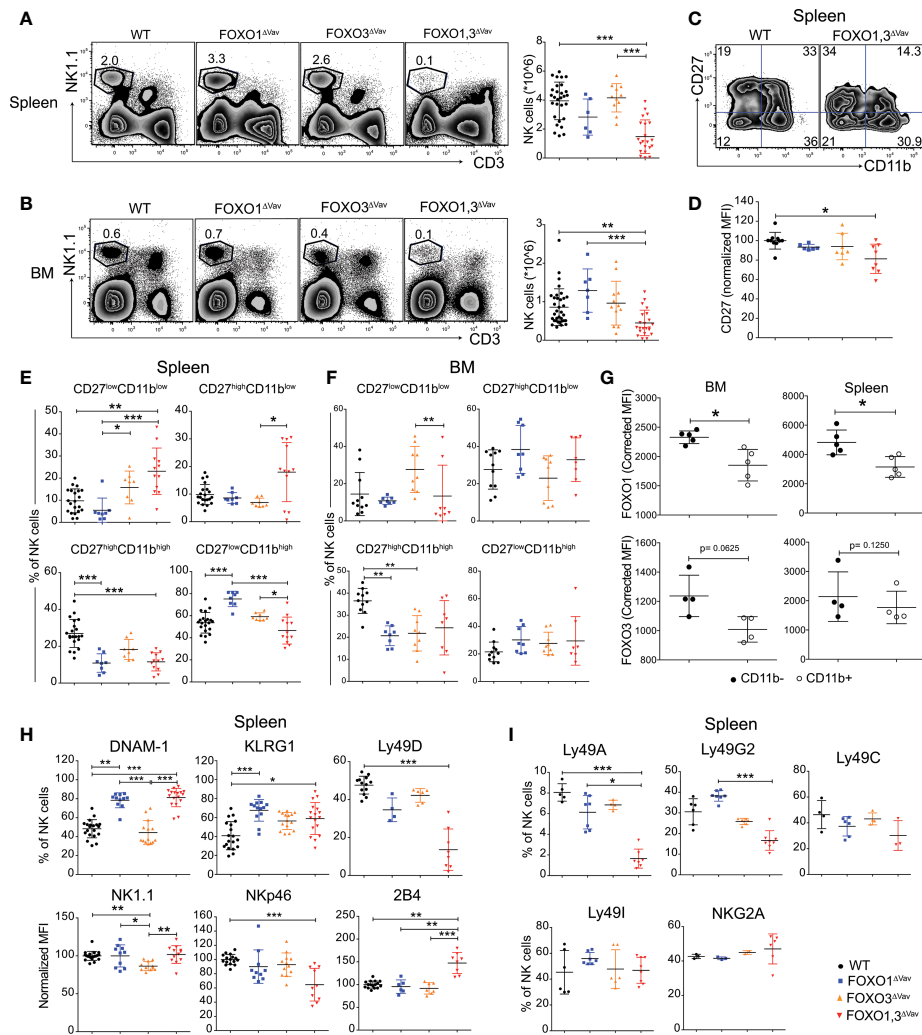 A
WT
FOXO1ΔVav
FOXO3ΔVav
FOXO1,3ΔVav
Spleen
NK1.1
2.0
3.3
2.6
0.1
CD3
NK cells (*10^6)
***
***
B
WT
FOXO1ΔVav
FOXO3ΔVav
FOXO1,3ΔVav
BM
NK1.1
0.6
0.7
0.4
0.1
CD3
NK cells (*10^6)
**
***
C
Spleen
WT
FOXO1,3ΔVav
CD27
19 33 34 14.3
12 36 21 30.9
CD11b
D
CD27 (normalized MFI)
*
E
Spleen
% of NK cells
CD27lowCD11blow
**
***
*
CD27highCD11blow
*
CD27highCD11bhigh
***
***
CD27lowCD11bhigh
***
***
*
F
BM
% of NK cells
CD27lowCD11blow
**
CD27highCD11blow
CD27highCD11bhigh
**
**
CD27lowCD11bhigh
G
BM
Spleen
FOXO1 (Corrected MFI)
*
*
FOXO3 (Corrected MFI)
p= 0.0625
p= 0.1250
CD11b-
CD11b+
H
Spleen
DNAM-1
% of NK cells
**
***
***
***
KLRG1
***
*
Ly49D
***
NK1.1
Normalized MFI
**
*
**
NKp46
***
2B4
**
**
***
I
Spleen
Ly49A
% of NK cells
***
*
Ly49G2
***
Ly49C
Ly49I
% of NK cells
NKG2A
WT
FOXO1ΔVav
FOXO3ΔVav
FOXO1,3ΔVav